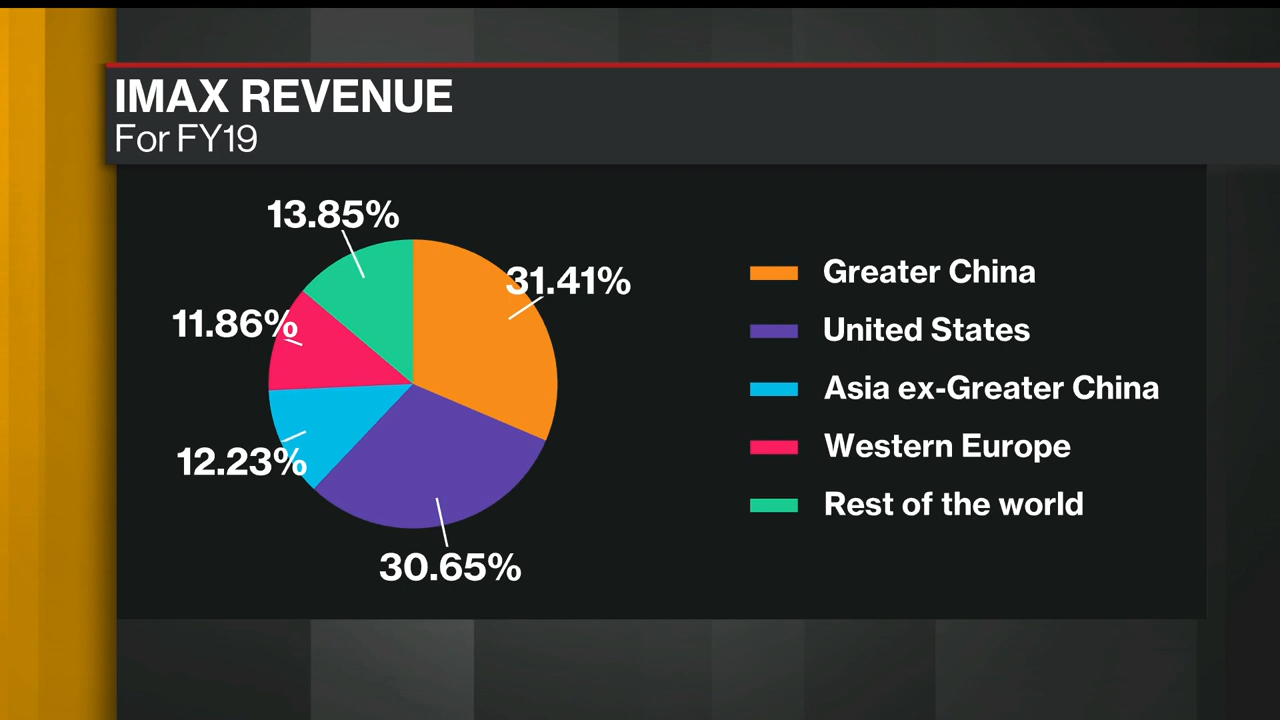 IMAX REVENUE
For FY19
13.85%
31.41%
11.86%
12.23%
30.65%
Greater China
United States
Asia ex-Greater China
Western Europe
Rest of the world